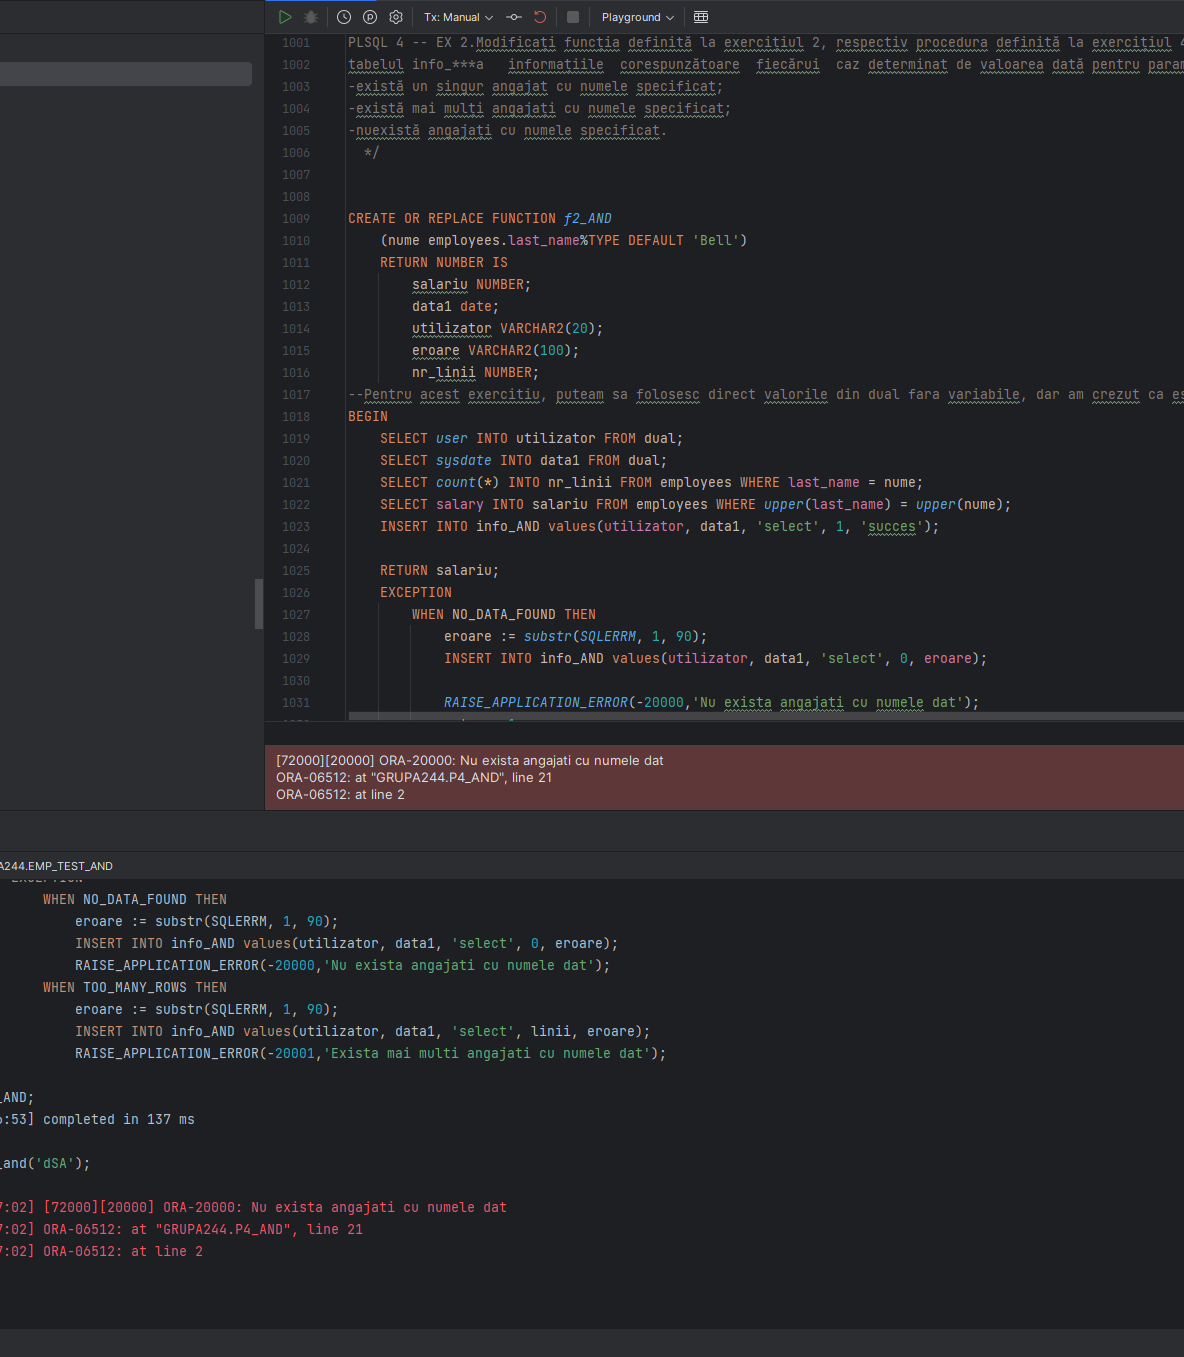 Tx: Manual Playground
1001 PLSQL 4 -- EX 2.Modificați funcția definită la exercițiul 2, respectiv procedura definită la exercițiul 4
1002 tabelul info_***a informațiile corespunzătoare fiecărui caz determinat de valoarea dată pentru param
1003 -există un singur angajat cu numele specificat;
1004 -există mai mulți angajați cu numele specificat;
1005 -nuexistă angajați cu numele specificat.
1006 */
1007
1008
1009 CREATE OR REPLACE FUNCTION f2_AND
1010 (nume employees.last_name%TYPE DEFAULT 'Bell')
1011 RETURN NUMBER IS
1012 salariu NUMBER;
1013 data1 date;
1014 utilizator VARCHAR2(20);
1015 eroare VARCHAR2(100);
1016 nr_linii NUMBER;
1017 --Pentru acest exercitiu, puteam sa folosesc direct valorile din dual fara variabile, dar am crezut ca es
1018 BEGIN
1019 SELECT user INTO utilizator FROM dual;
1020 SELECT sysdate INTO data1 FROM dual;
1021 SELECT count(*) INTO nr_linii FROM employees WHERE last_name = nume;
1022 SELECT salary INTO salariu FROM employees WHERE upper(last_name) = upper(nume);
1023 INSERT INTO info_AND values(utilizator, data1, 'select', 1, 'succes');
1024
1025 RETURN salariu;
1026 EXCEPTION
1027 WHEN NO_DATA_FOUND THEN
1028 eroare := substr(SQLERRM, 1, 90);
1029 INSERT INTO info_AND values(utilizator, data1, 'select', 0, eroare);
1030
1031 RAISE_APPLICATION_ERROR(-20000,'Nu exista angajati cu numele dat');
[72000][20000] ORA-20000: Nu exista angajati cu numele dat
ORA-06512: at "GRUPA244.P4_AND", line 21
ORA-06512: at line 2
A244.EMP_TEST_AND
EXCEPTION
WHEN NO_DATA_FOUND THEN
eroare := substr(SQLERRM, 1, 90);
INSERT INTO info_AND values(utilizator, data1, 'select', 0, eroare);
RAISE_APPLICATION_ERROR(-20000,'Nu exista angajati cu numele dat');
WHEN TOO_MANY_ROWS THEN
eroare := substr(SQLERRM, 1, 90);
INSERT INTO info_AND values(utilizator, data1, 'select', linii, eroare);
RAISE_APPLICATION_ERROR(-20001,'Exista mai multi angajati cu numele dat');
_AND;
:53] completed in 137 ms
_and('dSA');
7:02] [72000][20000] ORA-20000: Nu exista angajati cu numele dat
7:02] ORA-06512: at "GRUPA244.P4_AND", line 21
7:02] ORA-06512: at line 2